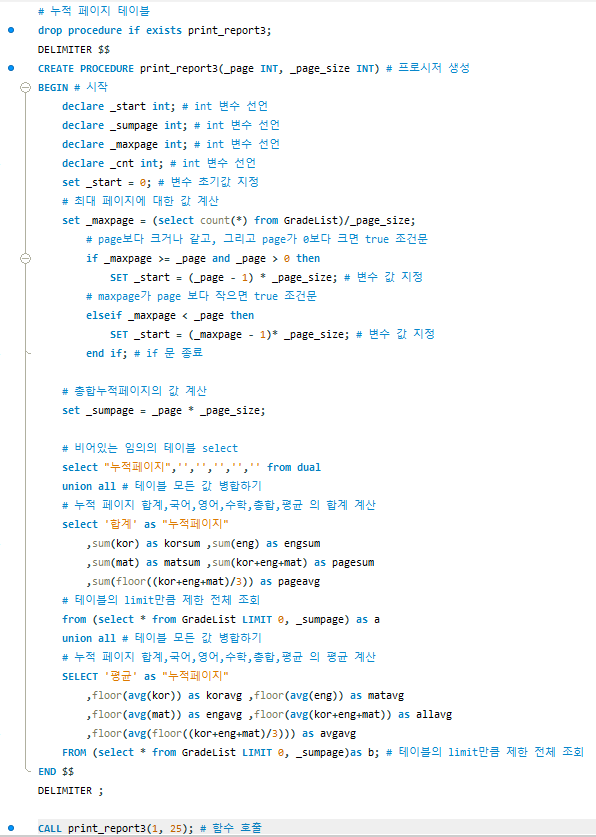 # 누적 페이지 테이블
drop procedure if exists print_report3;
DELIMITER $$
CREATE PROCEDURE print_report3(_page INT, _page_size INT) # 프로시저 생성
BEGIN # 시작
declare _start int; # int 변수 선언
declare _sumpage int; # int 변수 선언
declare _maxpage int; # int 변수 선언
declare _cnt int; # int 변수 선언
set _start = 0; # 변수 초기값 지정
# 최대 페이지에 대한 값 계산
set _maxpage = (select count(*) from GradeList)/_page_size;
# page보다 크거나 같고, 그리고 page가 0보다 크면 true 조건문
if _maxpage >= _page and _page > 0 then
SET _start = (_page - 1) * _page_size; # 변수 값 지정
# maxpage가 page 보다 작으면 true 조건문
elseif _maxpage < _page then
SET _start = (_maxpage - 1)* _page_size; # 변수 값 지정
end if; # if 문 종료
# 총합누적페이지의 값 계산
set _sumpage = _page * _page_size;
# 비어있는 임의의 테이블 select
select "누적페이지",'','','','','' from dual
union all # 테이블 모든 값 병합하기
# 누적 페이지 합계,국어,영어,수학,총합,평균 의 합계 계산
select '합계' as "누적페이지"
,sum(kor) as korsum ,sum(eng) as engsum
,sum(mat) as matsum ,sum(kor+eng+mat) as pagesum
,sum(floor((kor+eng+mat)/3)) as pageavg
# 테이블의 limit만큼 제한 전체 조회
from (select * from GradeList LIMIT 0, _sumpage) as a
union all # 테이블 모든 값 병합하기
# 누적 페이지 합계,국어,영어,수학,총합,평균 의 평균 계산
SELECT '평균' as "누적페이지"
,floor(avg(kor)) as koravg ,floor(avg(eng)) as matavg
,floor(avg(mat)) as engavg ,floor(avg(kor+eng+mat)) as allavg
,floor(avg(floor((kor+eng+mat)/3))) as avgavg
FROM (select * from GradeList LIMIT 0, _sumpage)as b; # 테이블의 limit만큼 제한 전체 조회
END $$
DELIMITER ;
CALL print_report3(1, 25); # 함수 호출